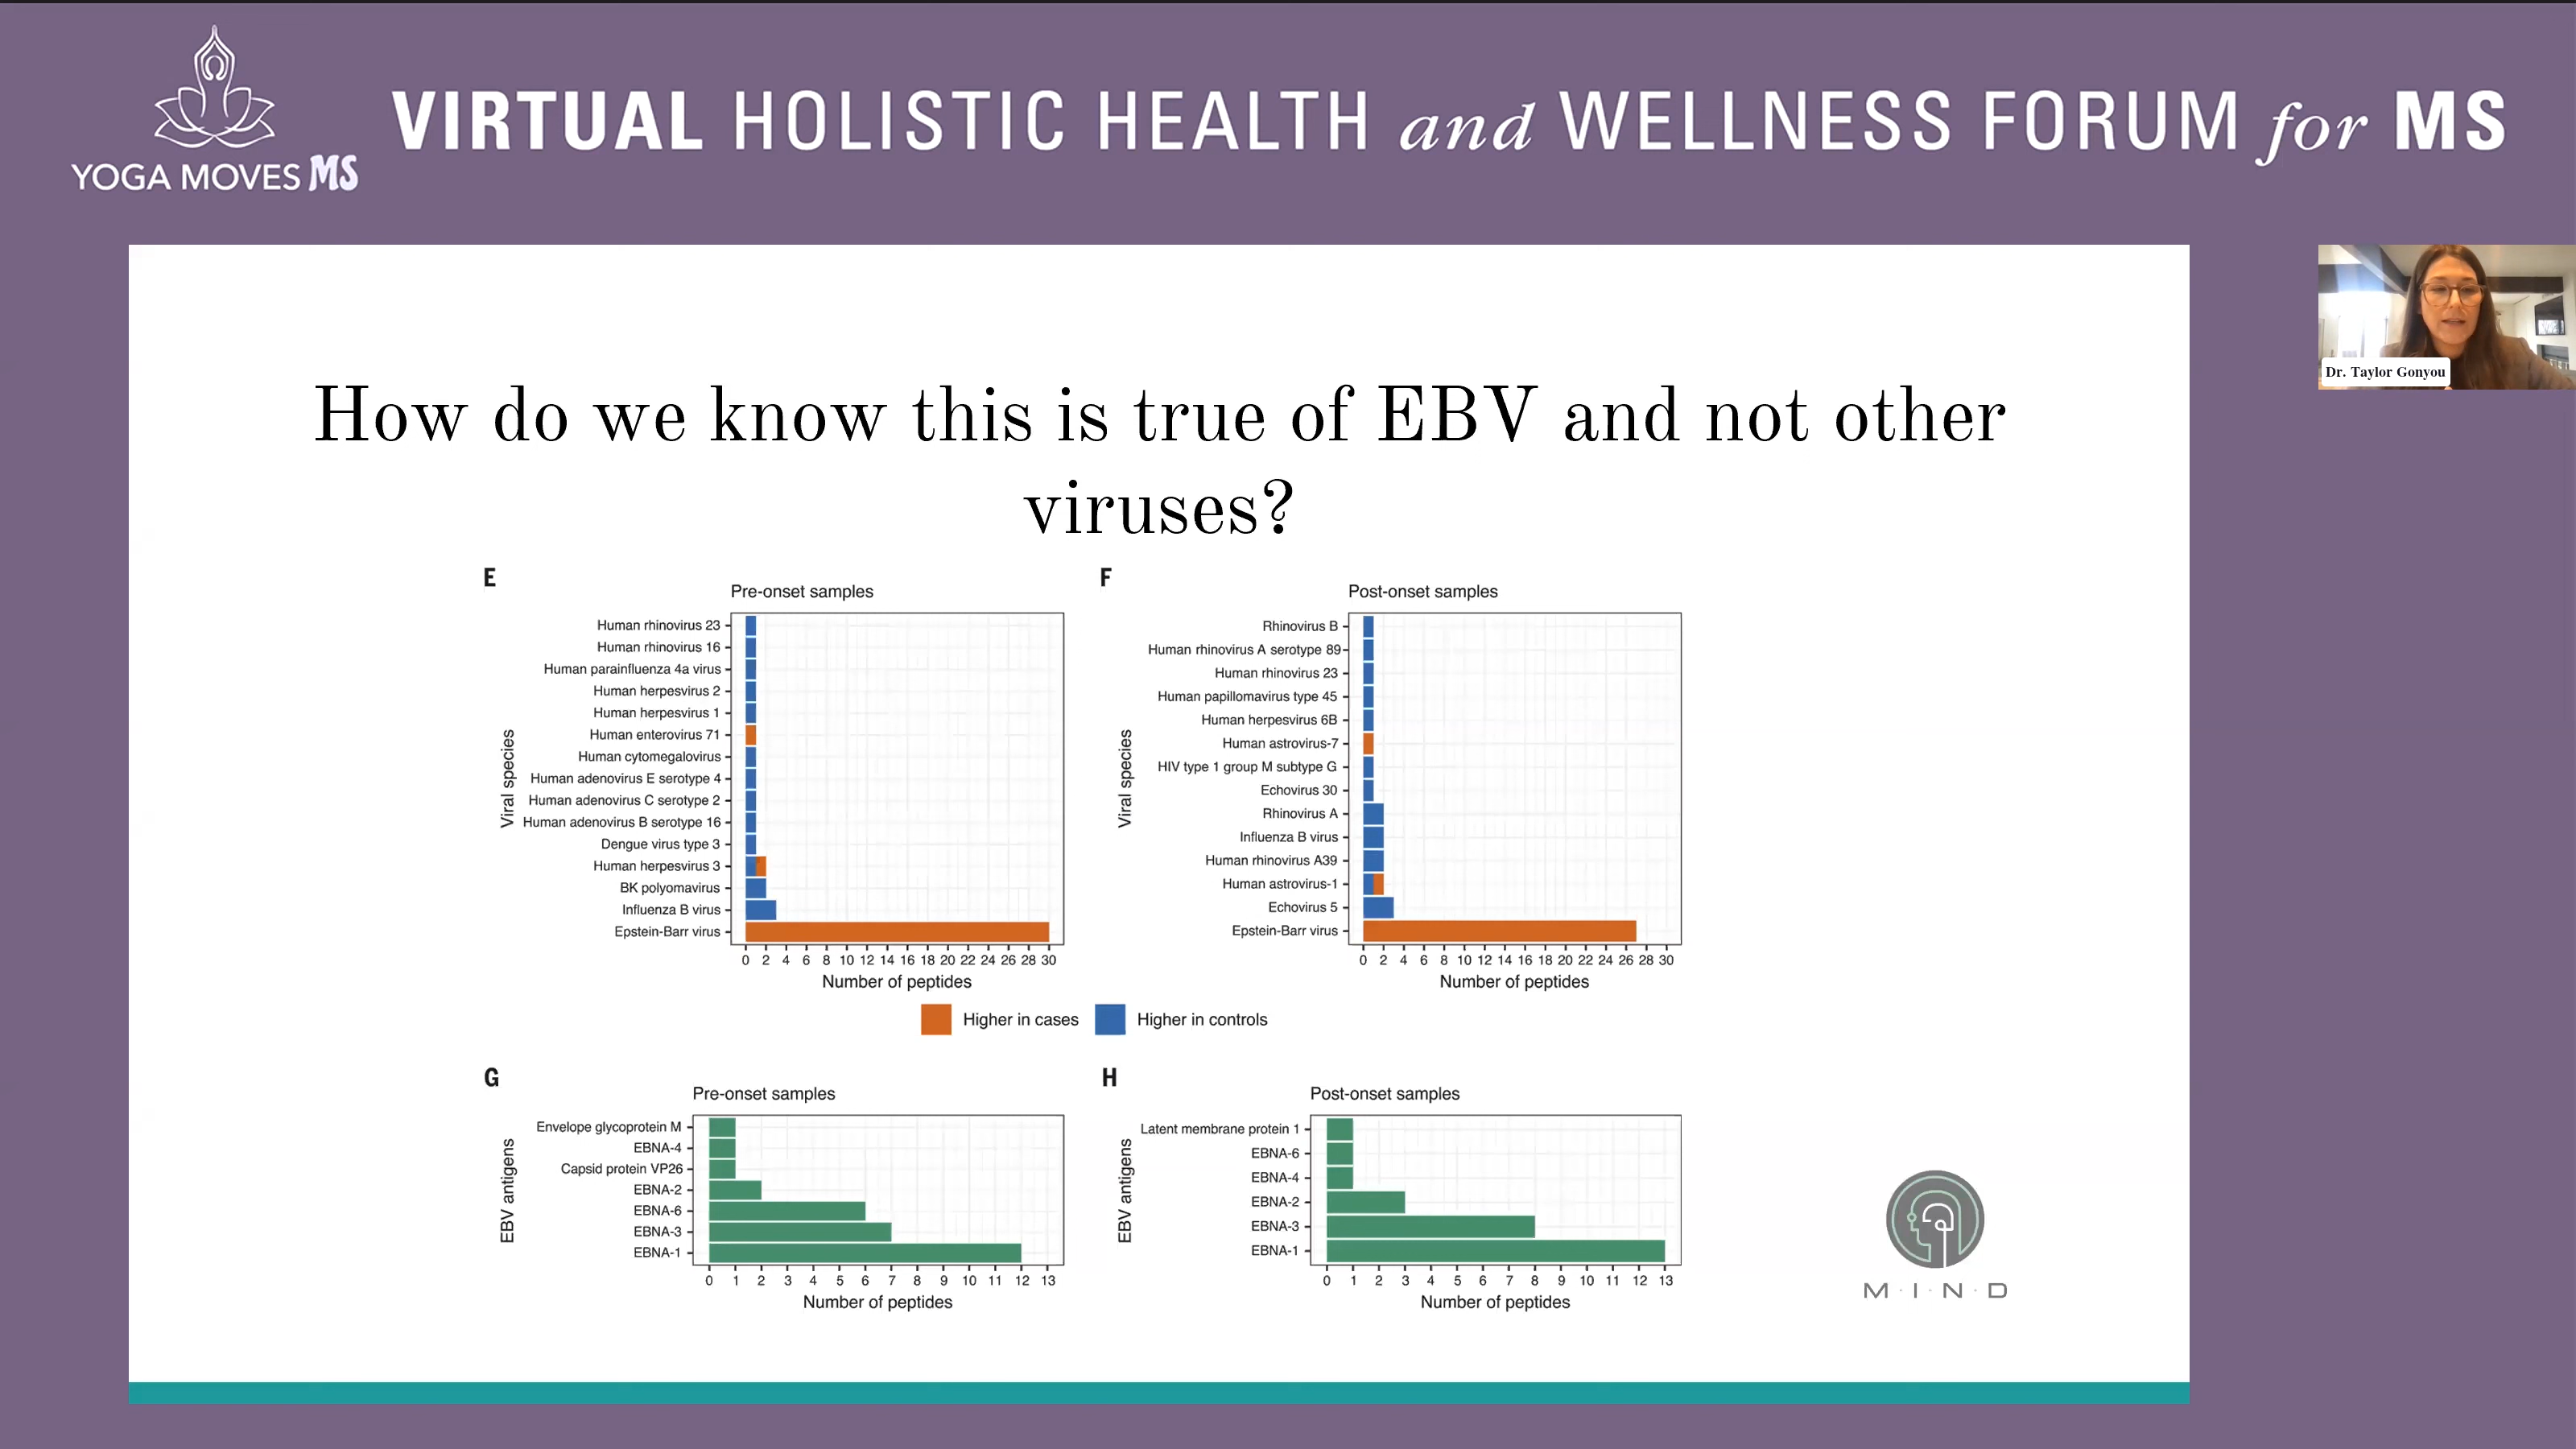 YOGA MOVES MS
VIRTUAL HOLISTIC HEALTH and WELLNESS FORUM for MS
Dr. Taylor Gonyou
How do we know this is true of EBV and not other
viruses?
E
Pre-onset samples
Viral species
Human rhinovirus 23
Human rhinovirus 16
Human parainfluenza 4a virus
Human herpesvirus 2
Human herpesvirus 1
Human enterovirus 71
Human cytomegalovirus
Human adenovirus E serotype 4
Human adenovirus C serotype 2
Human adenovirus B serotype 16
Dengue virus type 3
Human herpesvirus 3
BK polyomavirus
Influenza B virus
Epstein-Barr virus
0 2 4 6 8 10 12 14 16 18 20 22 24 26 28 30
Number of peptides
F
Post-onset samples
Viral species
Rhinovirus B
Human rhinovirus A serotype 89
Human rhinovirus 23
Human papillomavirus type 45
Human herpesvirus 6B
Human astrovirus-7
HIV type 1 group M subtype G
Echovirus 30
Rhinovirus A
Influenza B virus
Human rhinovirus A39
Human astrovirus-1
Echovirus 5
Epstein-Barr virus
0 2 4 6 8 10 12 14 16 18 20 22 24 26 28 30
Number of peptides
Higher in cases
Higher in controls
G
Pre-onset samples
EBV antigens
Envelope glycoprotein M
EBNA-4
Capsid protein VP26
EBNA-2
EBNA-6
EBNA-3
EBNA-1
0 1 2 3 4 5 6 7 8 9 10 11 12 13
Number of peptides
H
Post-onset samples
EBV antigens
Latent membrane protein 1
EBNA-6
EBNA-4
EBNA-2
EBNA-3
EBNA-1
0 1 2 3 4 5 6 7 8 9 10 11 12 13
Number of peptides
M·I·N·D